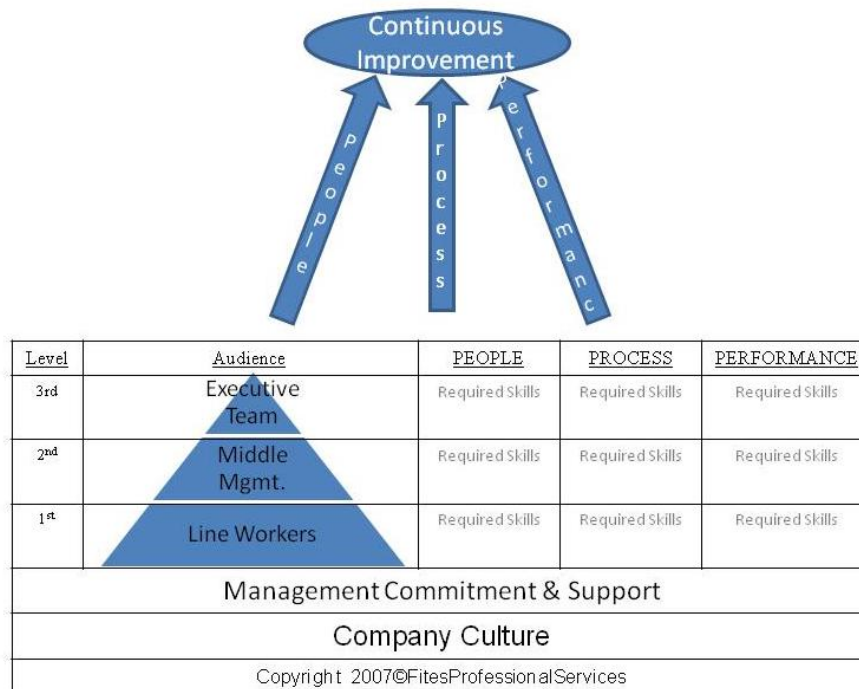 Continuous
Improvement
People
Process
Performanc
Level Audience PEOPLE PROCESS PERFORMANCE
3rd Executive Team Required Skills Required Skills Required Skills
2nd Middle Mgmt. Required Skills Required Skills Required Skills
1st Line Workers Required Skills Required Skills Required Skills
Management Commitment & Support
Company Culture
Copyright 2007©FitesProfessionalServices